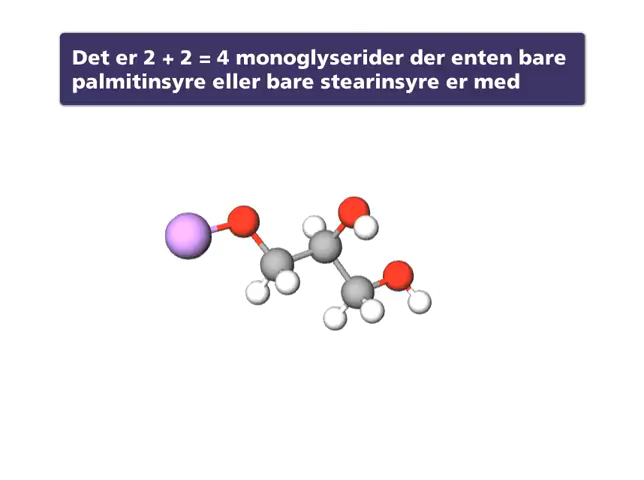 Det er 2 + 2 = 4 monoglyserider der enten bare
palmitinsyre eller bare stearinsyre er med